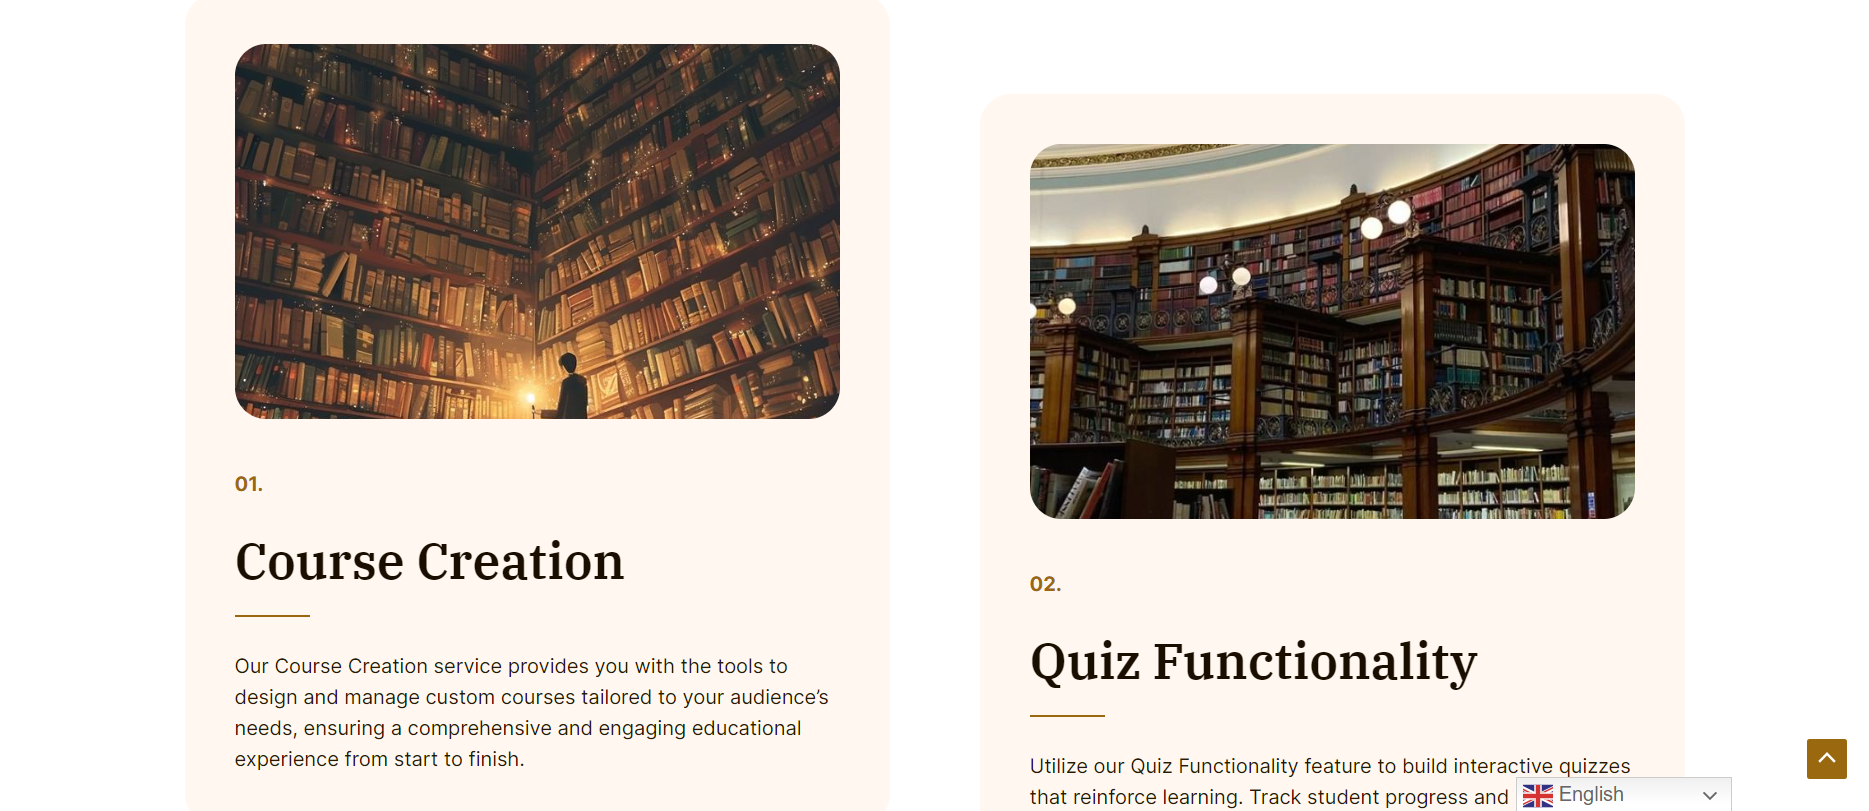 01.
Course Creation
Our Course Creation service provides you with the tools to
design and manage custom courses tailored to your audience’s
needs, ensuring a comprehensive and engaging educational
experience from start to finish.
02.
Quiz Functionality
Utilize our Quiz Functionality feature to build interactive quizzes
that reinforce learning. Track student progress and
English